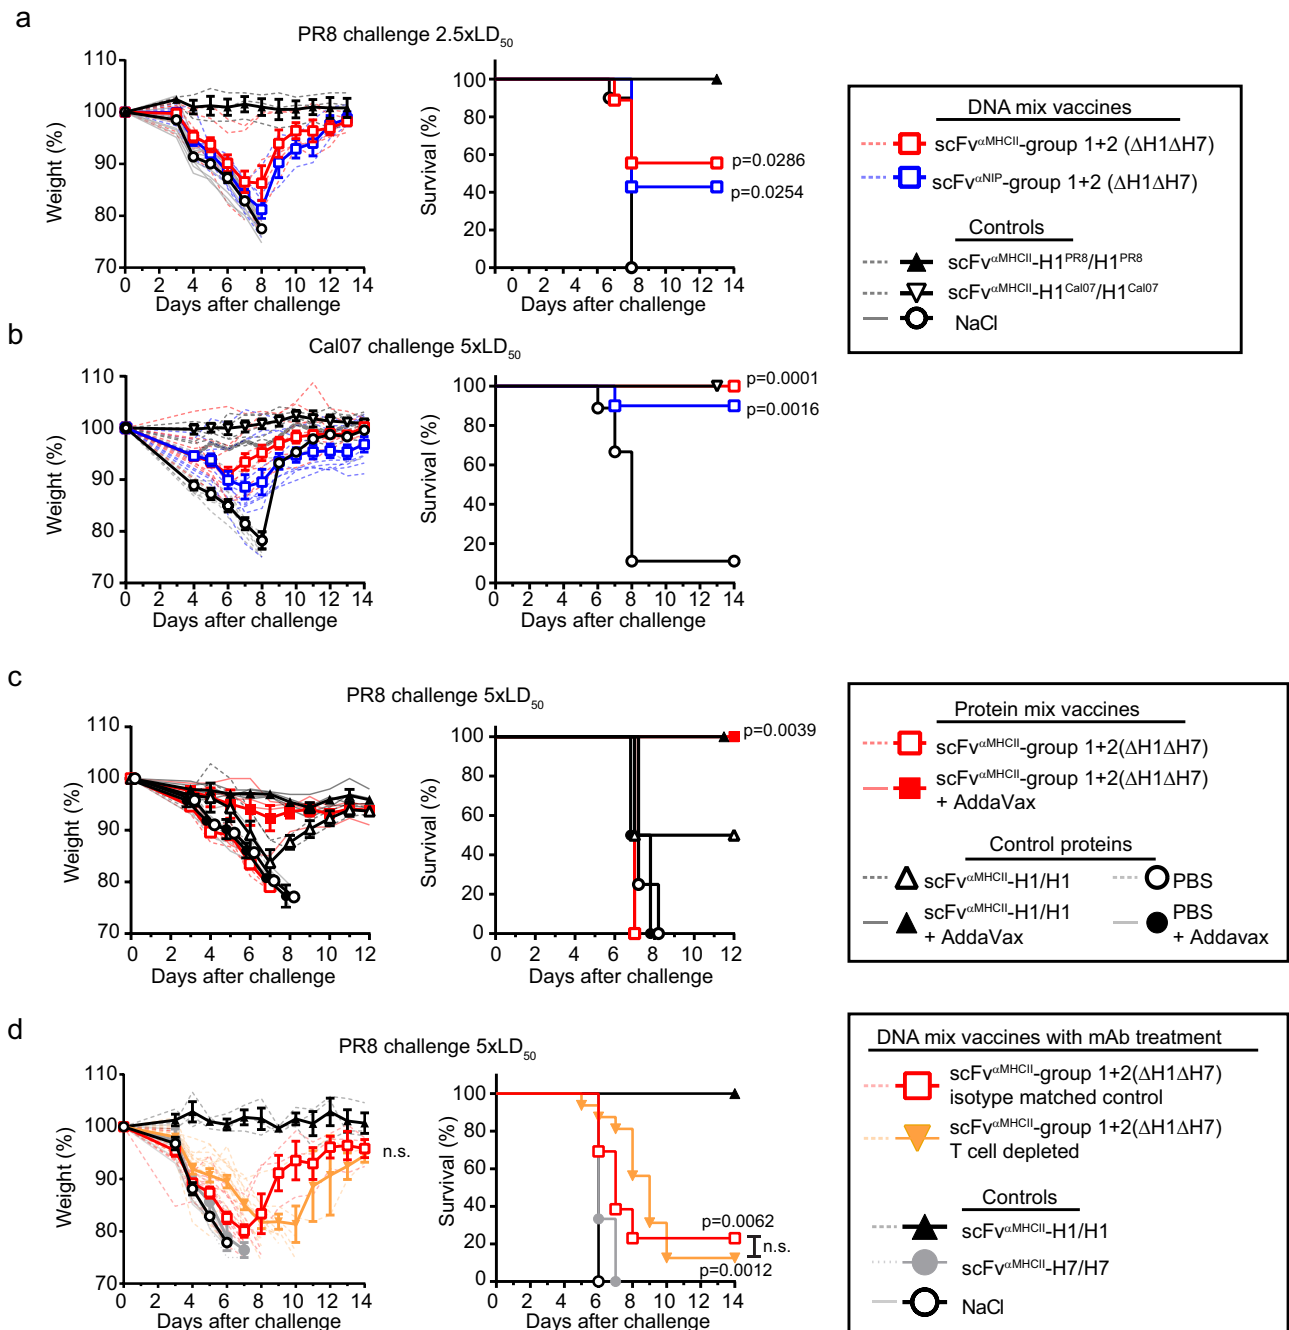 a
PR8 challenge 2.5xLD50
110
100
90
80
70
Weight (%)
0 2 4 6 8 10 12 14
Days after challenge
100
80
60
40
20
0
Survival (%)
p=0.0286
p=0.0254
0 2 4 6 8 10 12 14
Days after challenge
DNA mix vaccines
scFvαMHCII-group 1+2 (ΔH1ΔH7)
scFvαNIP-group 1+2 (ΔH1ΔH7)
Controls
scFvαMHCII-H1PR8/H1PR8
scFvαMHCII-H1Cal07/H1Cal07
NaCl
b
Cal07 challenge 5xLD50
110
100
90
80
70
Weight (%)
0 2 4 6 8 10 12 14
Days after challenge
100
80
60
40
20
0
Survival (%)
p=0.0001
p=0.0016
0 2 4 6 8 10 12 14
Days after challenge
c
PR8 challenge 5xLD50
110
100
90
80
70
Weight (%)
0 2 4 6 8 10 12
Days after challenge
100
80
60
40
20
0
Survival (%)
p=0.0039
0 2 4 6 8 10 12
Days after challenge
Protein mix vaccines
scFvαMHCII-group 1+2(ΔH1ΔH7)
scFvαMHCII-group 1+2(ΔH1ΔH7)
+ AddaVax
Control proteins
scFvαMHCII-H1/H1
PBS
scFvαMHCII-H1/H1
+ AddaVax
PBS
+ Addavax
d
PR8 challenge 5xLD50
110
100
90
80
70
Weight (%)
n.s.
0 2 4 6 8 10 12 14
Days after challenge
100
80
60
40
20
0
Survival (%)
p=0.0062
n.s.
p=0.0012
0 2 4 6 8 10 12 14
Days after challenge
DNA mix vaccines with mAb treatment
scFvαMHCII-group 1+2(ΔH1ΔH7)
isotype matched control
scFvαMHCII-group 1+2(ΔH1ΔH7)
T cell depleted
Controls
scFvαMHCII-H1/H1
scFvαMHCII-H7/H7
NaCl